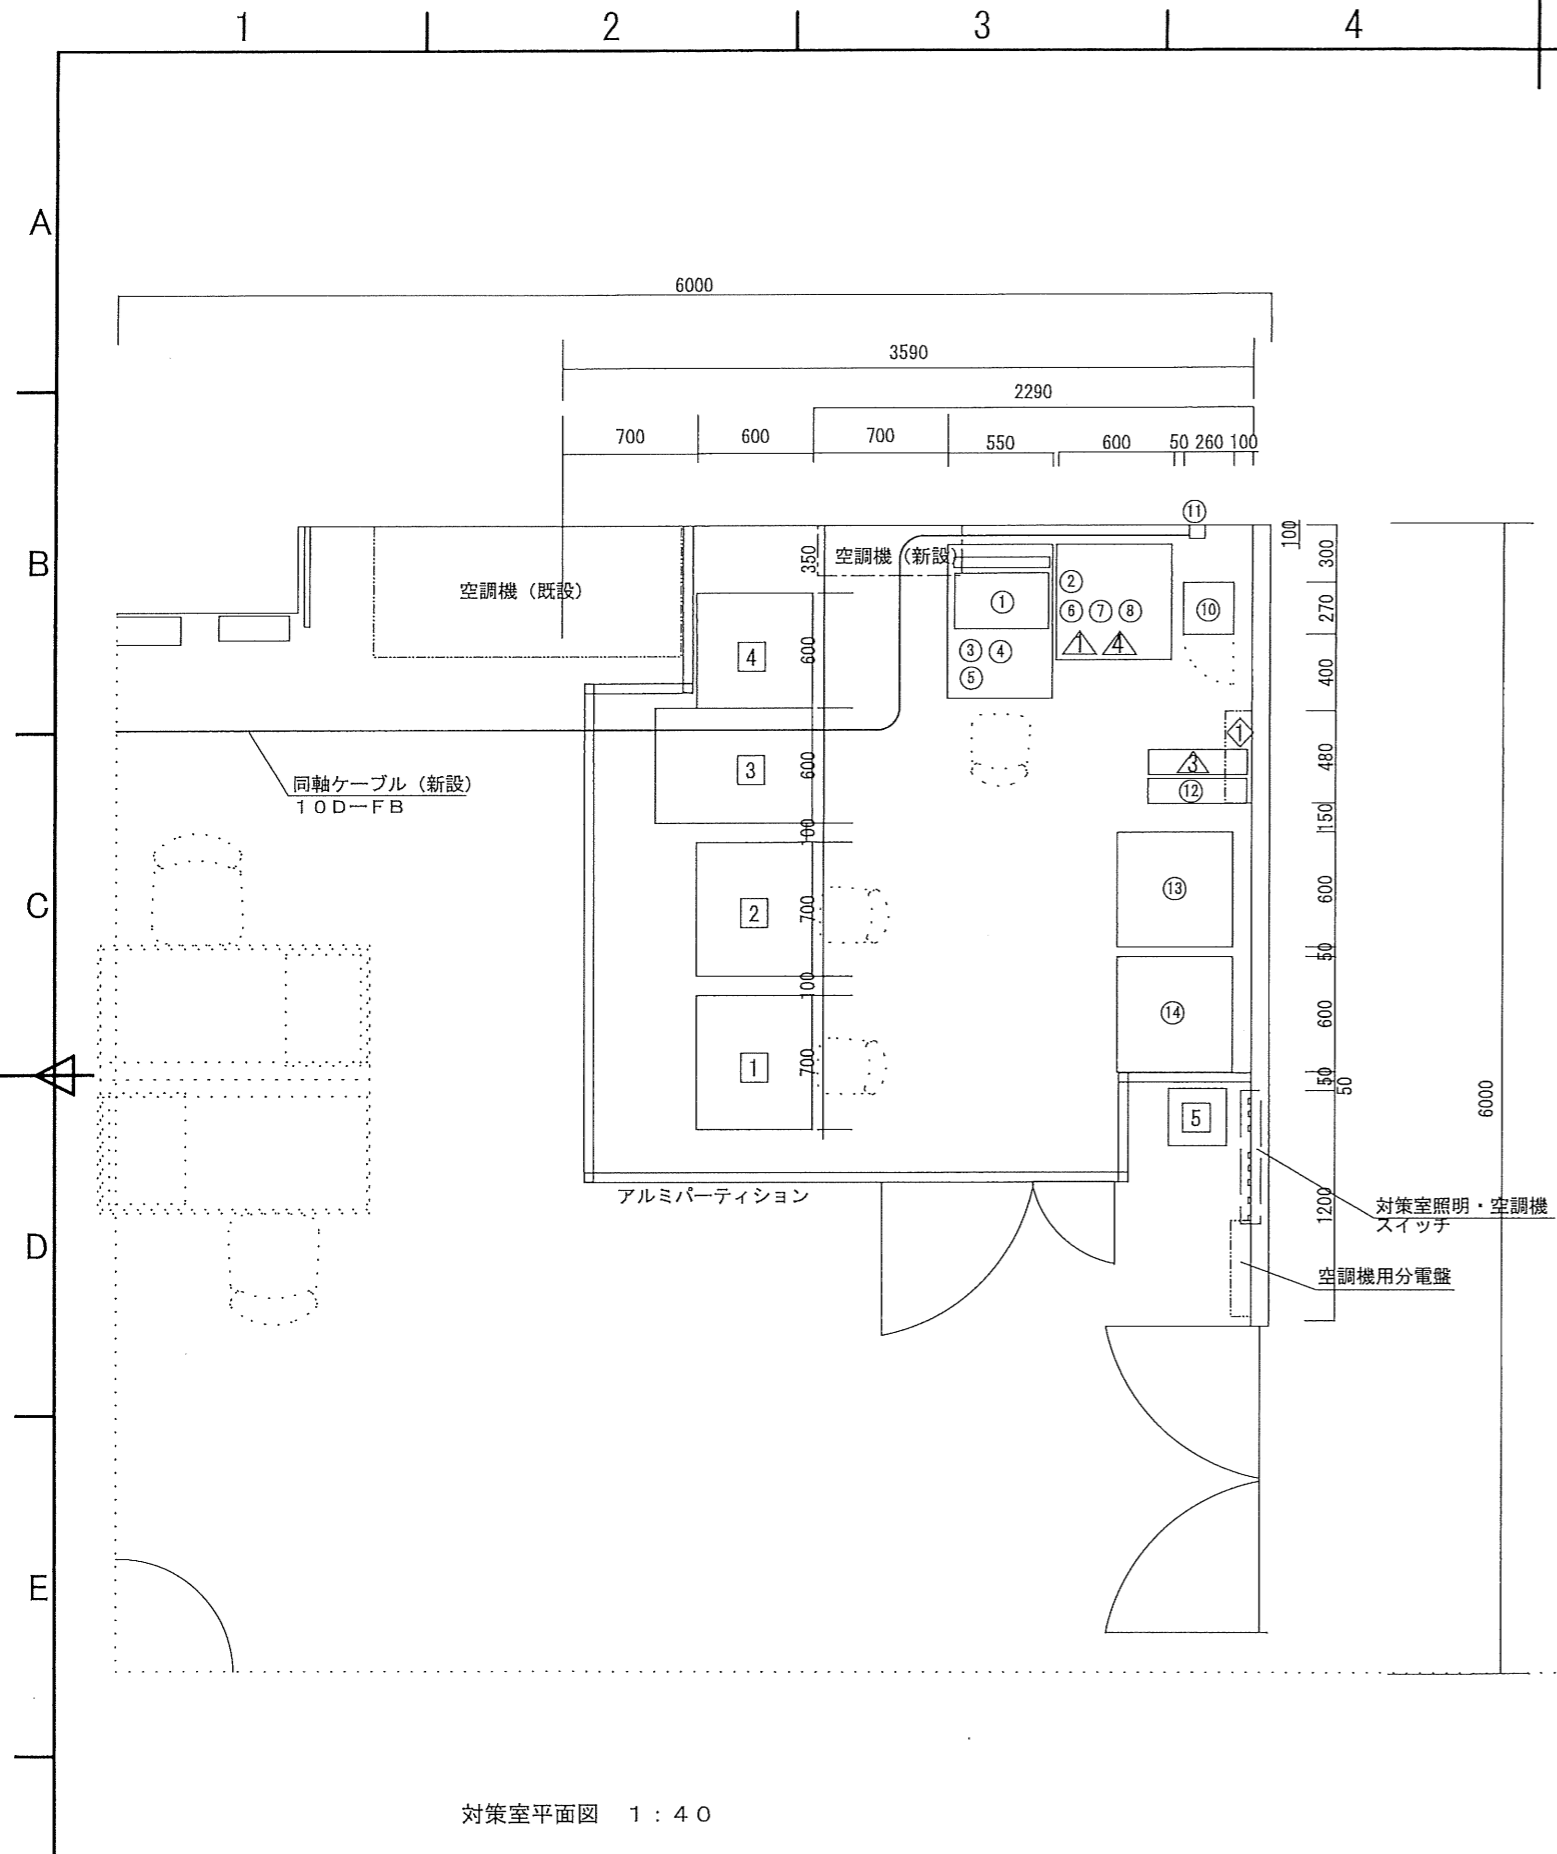 1 2 3 4
A
6000
3590
2290
700 600 700 550 600 50 260 100
⑪
B
100
300
350
空調機（新設）
空調機（既設）
①
②
⑥ ⑦ ⑧
⑩
270
1 4
4
600
③ ④
⑤
400
1
3
600
3
480
同軸ケーブル（新設）
10D－FB
⑫
150
100
C
2
700
⑬
600
50
100
⑭
600
1
700
50
50
6000
5
アルミパーティション
1200
対策室照明・空調機
スイッチ
D
空調機用分電盤
E
対策室平面図 1：40